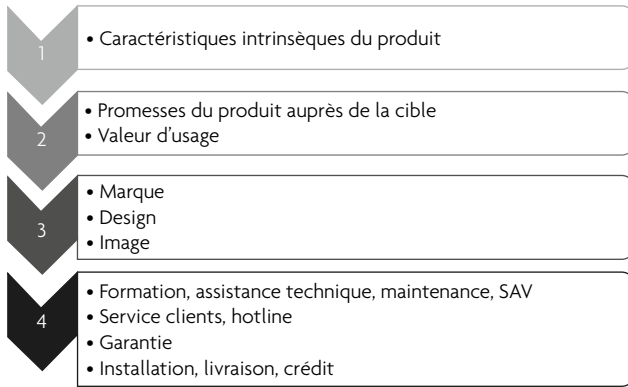 1
• Caractéristiques intrinsèques du produit
2
• Promesses du produit auprès de la cible
• Valeur d’usage
3
• Marque
• Design
• Image
4
• Formation, assistance technique, maintenance, SAV
• Service clients, hotline
• Garantie
• Installation, livraison, crédit